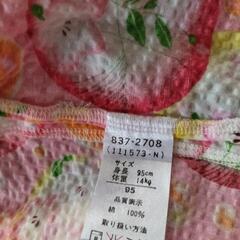 837-2708
(111573-N)
サイズ
身長 95cm
体重 14kg
95
品質表示
綿 100%
取り扱い方法